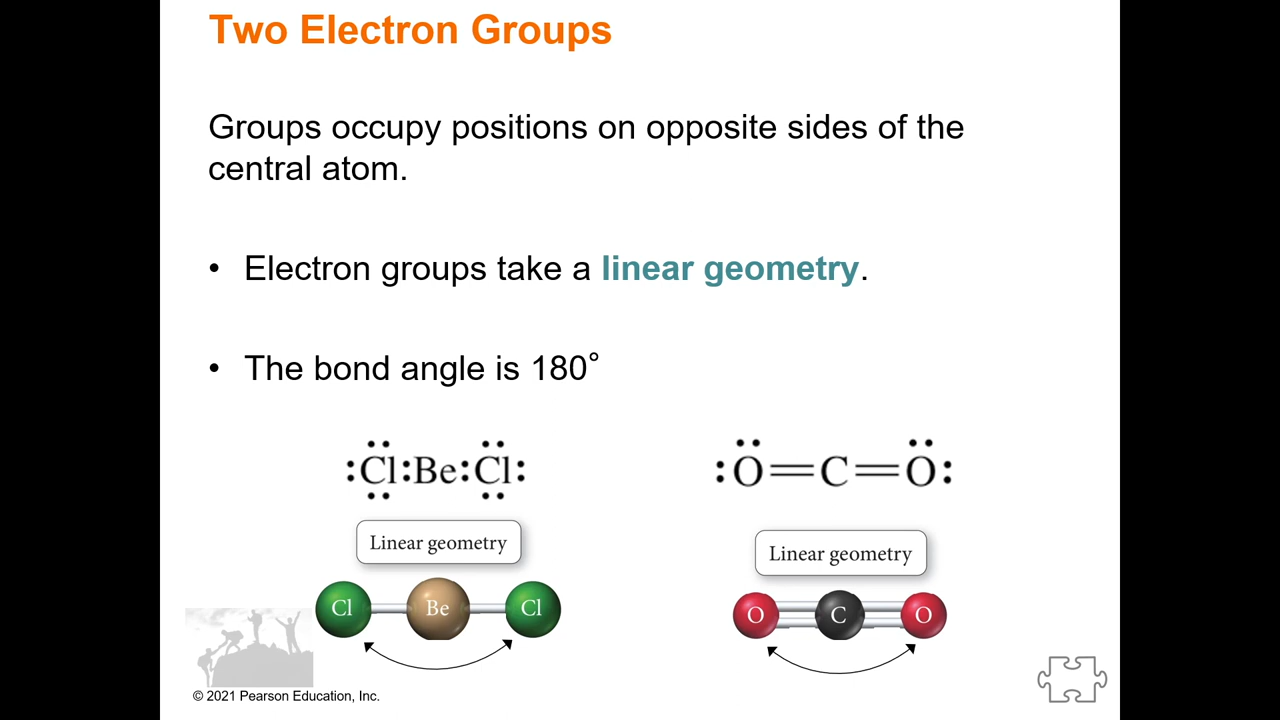 Two Electron Groups
Groups occupy positions on opposite sides of the
central atom.
• Electron groups take a linear geometry.
• The bond angle is 180°
:Cl:Be:Cl:
:O=C=O:
Linear geometry
Linear geometry
Cl Be Cl
O C O
© 2021 Pearson Education, Inc.